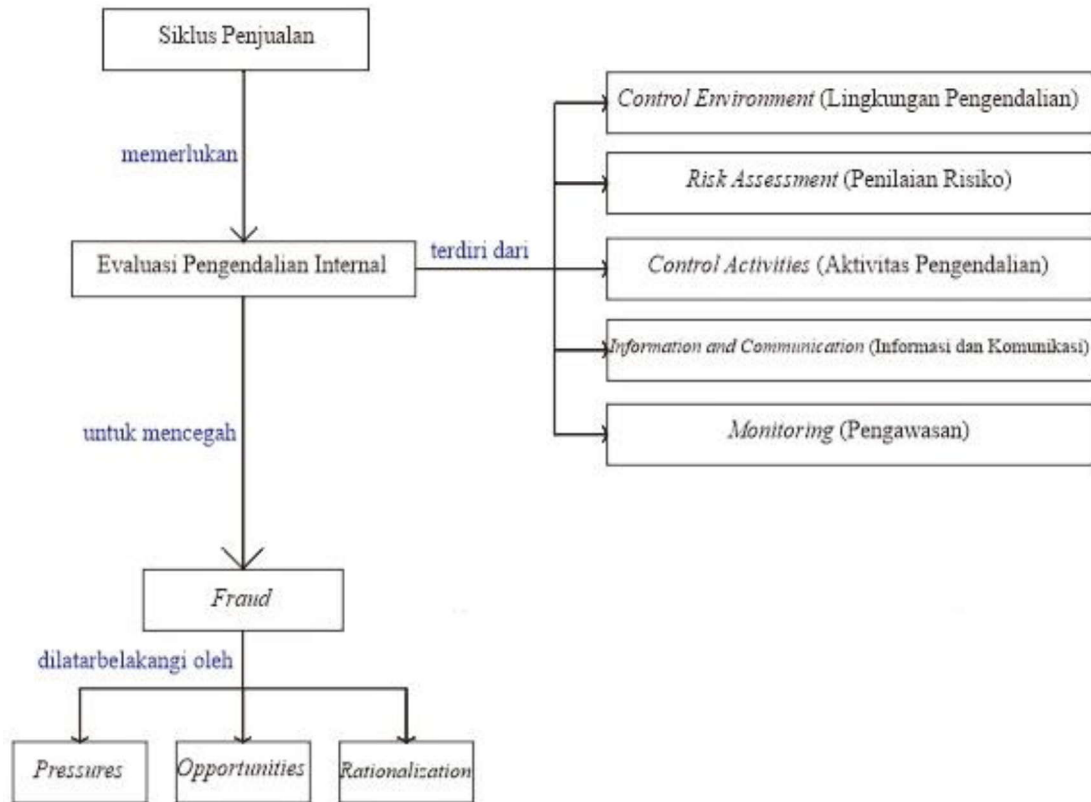 Siklus Penjualan
memerlukan
Evaluasi Pengendalian Internal
terdiri dari
Control Environment (Lingkungan Pengendalian)
Risk Assessment (Penilaian Risiko)
Control Activities (Aktivitas Pengendalian)
Information and Communication (Informasi dan Komunikasi)
Monitoring (Pengawasan)
untuk mencegah
Fraud
dilatarbelakangi oleh
Pressures
Opportunities
Rationalization